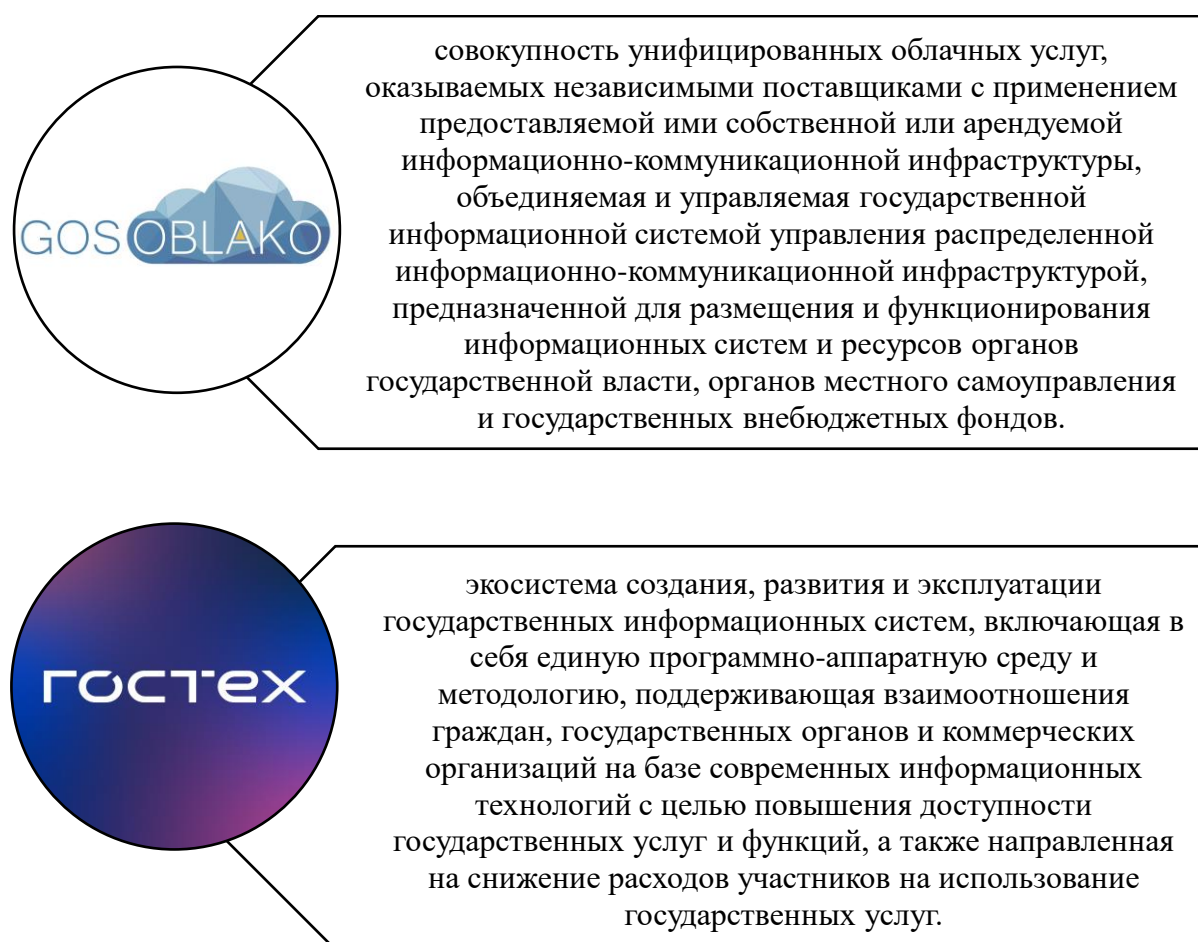 совокупность унифицированных облачных услуг,
оказываемых независимыми поставщиками с применением
предоставляемой ими собственной или арендуемой
информационно-коммуникационной инфраструктуры,
объединяемая и управляемая государственной
информационной системой управления распределенной
информационно-коммуникационной инфраструктурой,
предназначенной для размещения и функционирования
информационных систем и ресурсов органов
государственной власти, органов местного самоуправления
и государственных внебюджетных фондов.
GOSOBLAKO
экосистема создания, развития и эксплуатации
государственных информационных систем, включающая в
себя единую программно-аппаратную среду и
методологию, поддерживающая взаимоотношения
граждан, государственных органов и коммерческих
организаций на базе современных информационных
технологий с целью повышения доступности
государственных услуг и функций, а также направленная
на снижение расходов участников на использование
государственных услуг.
гостех